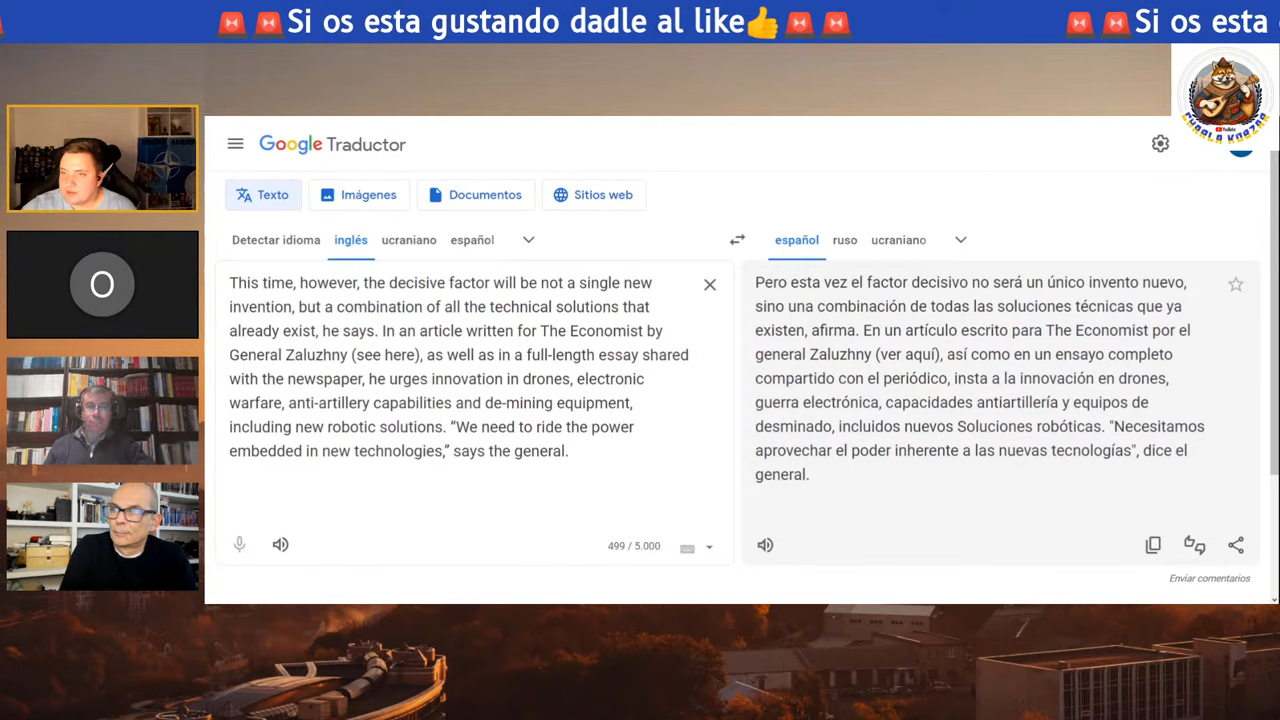 Si os esta gustando dadle al like
Si os esta
CHARLA KOBZAR
YouTube
Google Traductor
Texto
Imágenes
Documentos
Sitios web
Detectar idioma
inglés
ucraniano
español
español
ruso
ucraniano
This time, however, the decisive factor will be not a single new
invention, but a combination of all the technical solutions that
already exist, he says. In an article written for The Economist by
General Zaluzhny (see here), as well as in a full-length essay shared
with the newspaper, he urges innovation in drones, electronic
warfare, anti-artillery capabilities and de-mining equipment,
including new robotic solutions. “We need to ride the power
embedded in new technologies,” says the general.
499 / 5.000
Pero esta vez el factor decisivo no será un único invento nuevo,
sino una combinación de todas las soluciones técnicas que ya
existen, afirma. En un artículo escrito para The Economist por el
general Zaluzhny (ver aquí), así como en un ensayo completo
compartido con el periódico, insta a la innovación en drones,
guerra electrónica, capacidades antiartillería y equipos de
desminado, incluidos nuevos Soluciones robóticas. "Necesitamos
aprovechar el poder inherente a las nuevas tecnologías", dice el
general.
Enviar comentarios
O